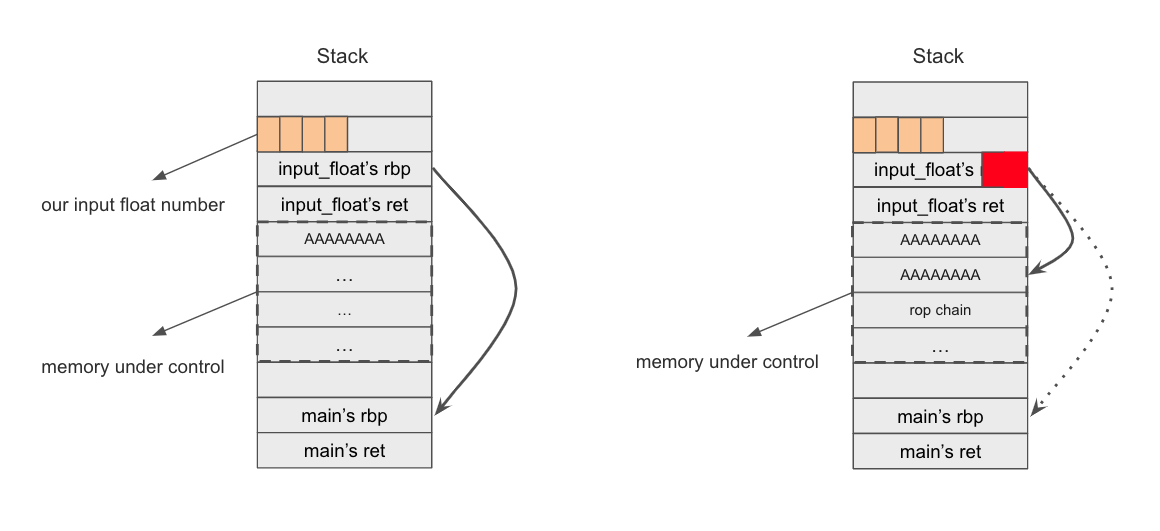 Stack
input_float's rbp
our input float number
input_float's ret
AAAAAAAA
...
...
...
memory under control
main's rbp
main's ret
Stack
input_float's
input_float's ret
AAAAAAAA
AAAAAAAA
rop chain
...
memory under control
main's rbp
main's ret